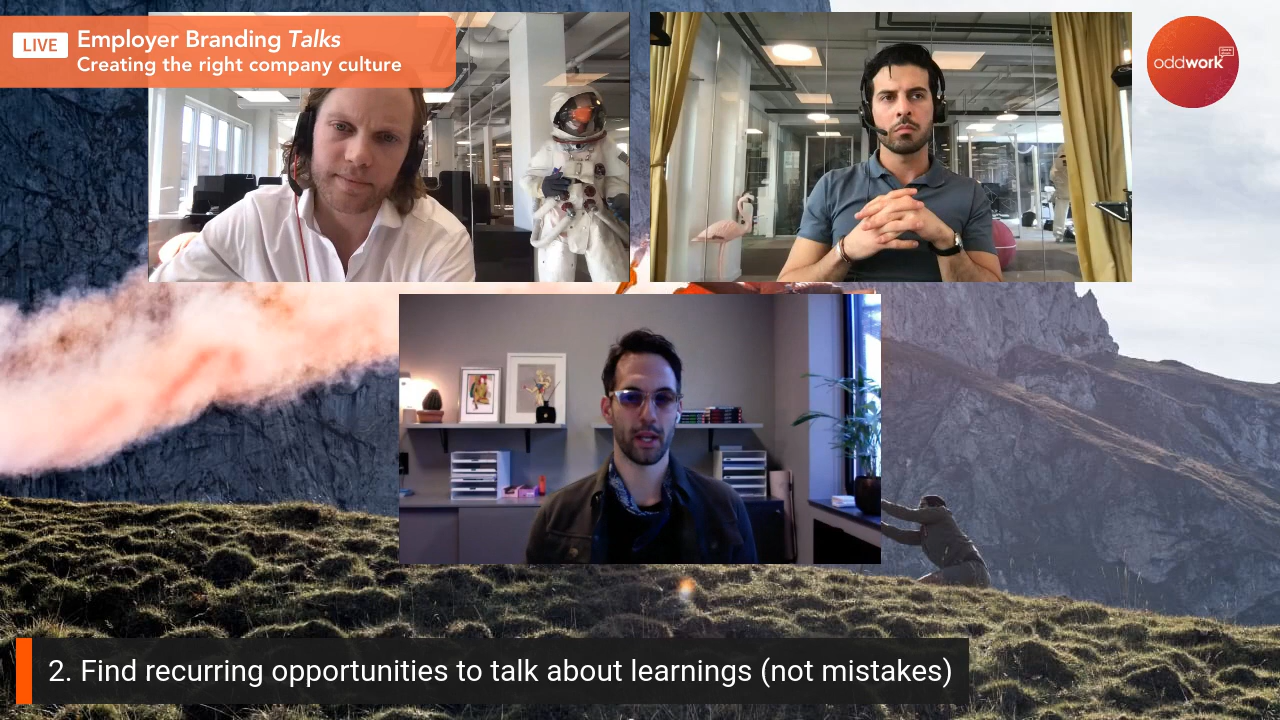 LIVE
Employer Branding Talks
Creating the right company culture
oddwork
2. Find recurring opportunities to talk about learnings (not mistakes)